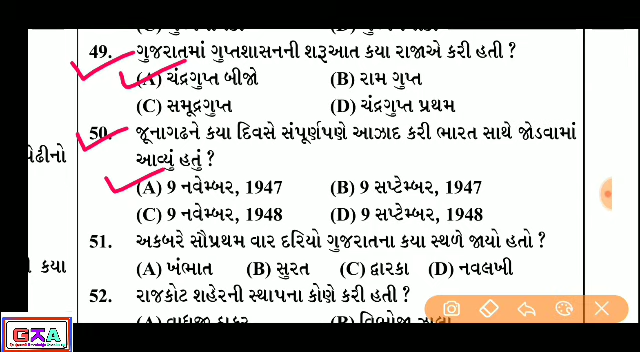 49. ગુજરાતમાં ગુપ્તશાસનની શરૂઆત કયા રાજાએ કરી હતી ?
(A) ચંદ્રગુપ્ત બીજો (B) રામ ગુપ્ત
(C) સમૂદ્રગુપ્ત (D) ચંદ્રગુપ્ત પ્રથમ
50. જૂનાગઢને કયા દિવસે સંપૂર્ણપણે આઝાદ કરી ભારત સાથે જોડવામાં
આવ્યું હતું ?
(A) 9 નવેમ્બર, 1947 (B) 9 સપ્ટેમ્બર, 1947
(C) 9 નવેમ્બર, 1948 (D) 9 સપ્ટેમ્બર, 1948
51. અકબરે સૌપ્રથમ વાર દરિયો ગુજરાતના કયા સ્થળે જોયો હતો ?
(A) ખંભાત (B) સુરત (C) દ્વારકા (D) નવલખી
કયા
52. રાજકોટ શહેરની સ્થાપના કોણે કરી હતી ?
(A) (B)
GKA